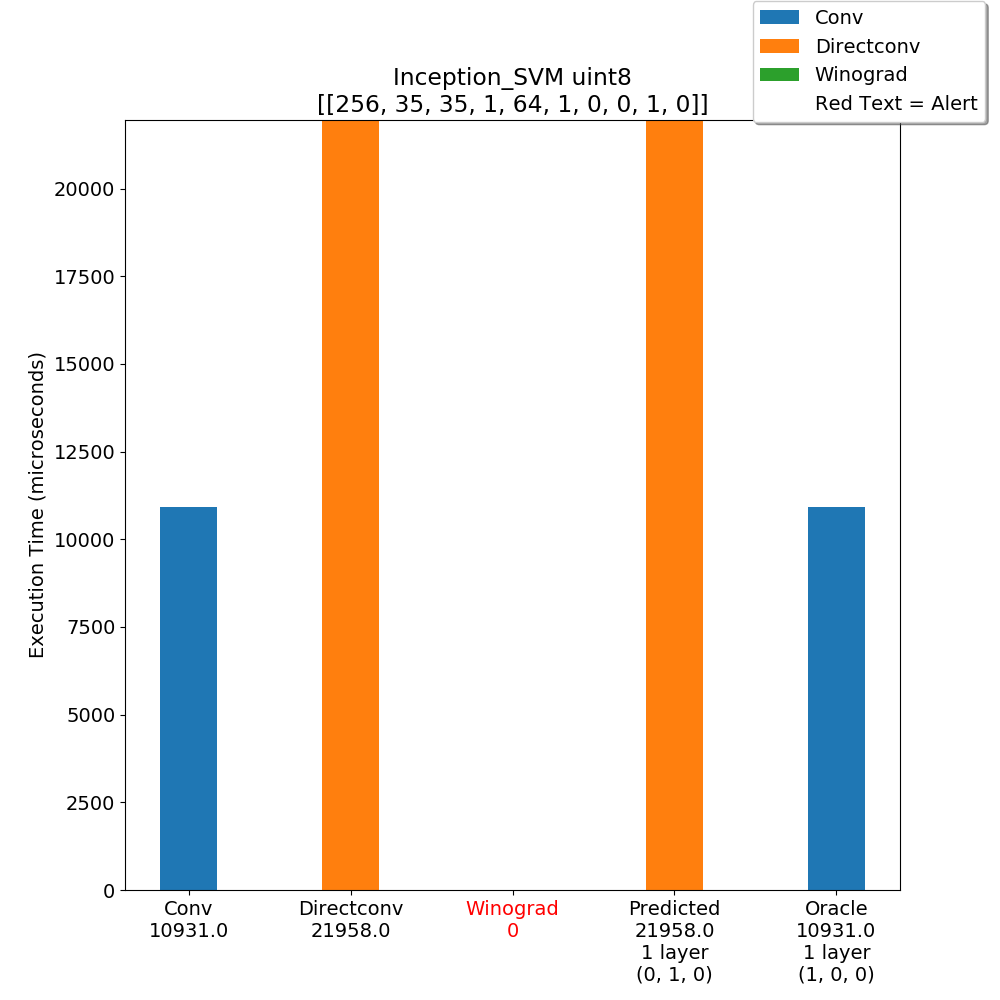 Conv
Directconv
Winograd
Red Text = Alert
Inception_SVM uint8
[[256, 35, 35, 1, 64, 1, 0, 0, 1, 0]]
Execution Time (microseconds)
20000
17500
15000
12500
10000
7500
5000
2500
0
Conv
10931.0
Directconv
21958.0
Winograd
0
Predicted
21958.0
1 layer
(0, 1, 0)
Oracle
10931.0
1 layer
(1, 0, 0)